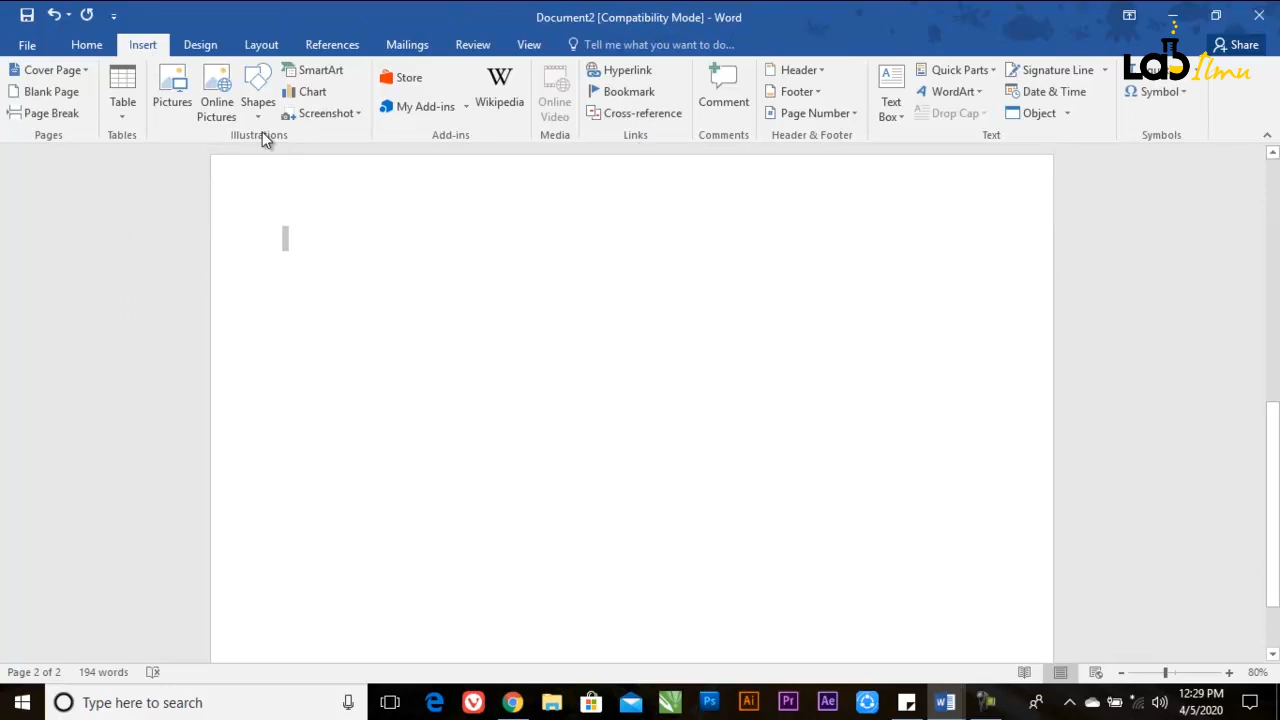 Document2 [Compatibility Mode] - Word
File Home Insert Design Layout References Mailings Review View Tell me what you want to do... Share
Lab Ilmu
Cover Page
Blank Page
Page Break
Pages
Table
Tables
Pictures
Online Pictures
Shapes
SmartArt
Chart
Screenshot
Illustrations
Store
My Add-ins
W
Wikipedia
Add-ins
Online Video
Media
Hyperlink
Bookmark
Cross-reference
Links
Comment
Comments
Header
Footer
Page Number
#
Header & Footer
A
Text Box
Quick Parts
WordArt
Drop Cap
Signature Line
Date & Time
Object
Text
Symbol
Symbols
Page 2 of 2 194 words 80%
Type here to search
Ps Ai Pr Ae
12:29 PM
4/5/2020